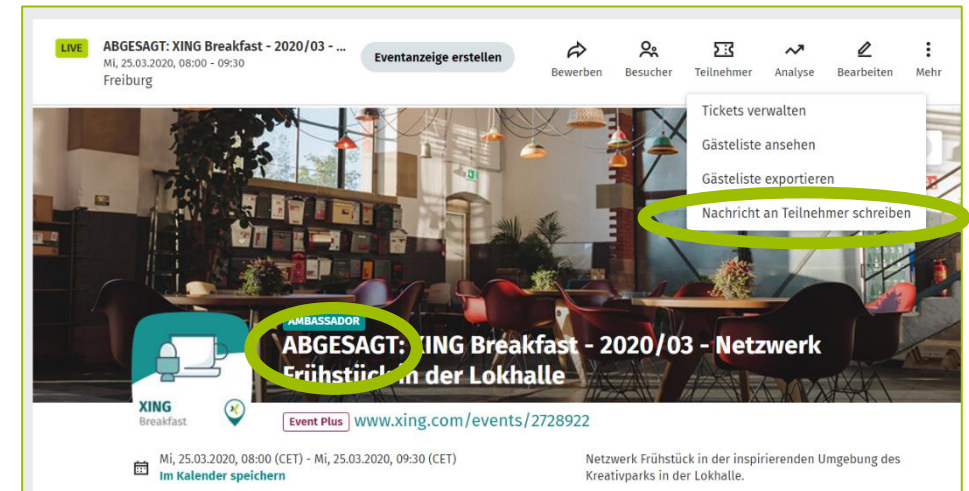 LIVE
ABGESAGT: XING Breakfast - 2020/03 - ...
Mi, 25.03.2020, 08:00 - 09:30
Freiburg
Eventanzeige erstellen
Bewerben
Besucher
Teilnehmer
Analyse
Bearbeiten
Mehr
Tickets verwalten
Gästeliste ansehen
Gästeliste exportieren
Nachricht an Teilnehmer schreiben
AMBASSADOR
ABGESAGT: XING Breakfast - 2020/03 - Netzwerk
Frühstück in der Lokhalle
XING
Breakfast
Event Plus www.xing.com/events/2728922
Mi, 25.03.2020, 08:00 (CET) - Mi, 25.03.2020, 09:30 (CET)
Im Kalender speichern
Netzwerk Frühstück in der inspirierenden Umgebung des
Kreativparks in der Lokhalle.